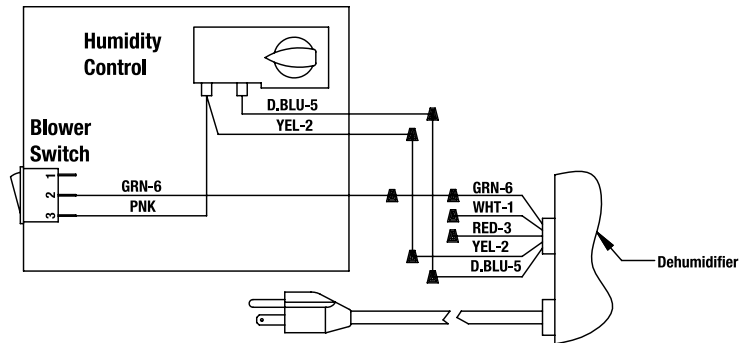 Humidity
Control
D.BLU-5
YEL-2
Blower
Switch
1
2
3
GRN-6
PNK
GRN-6
WHT-1
RED-3
YEL-2
D.BLU-5
Dehumidifier